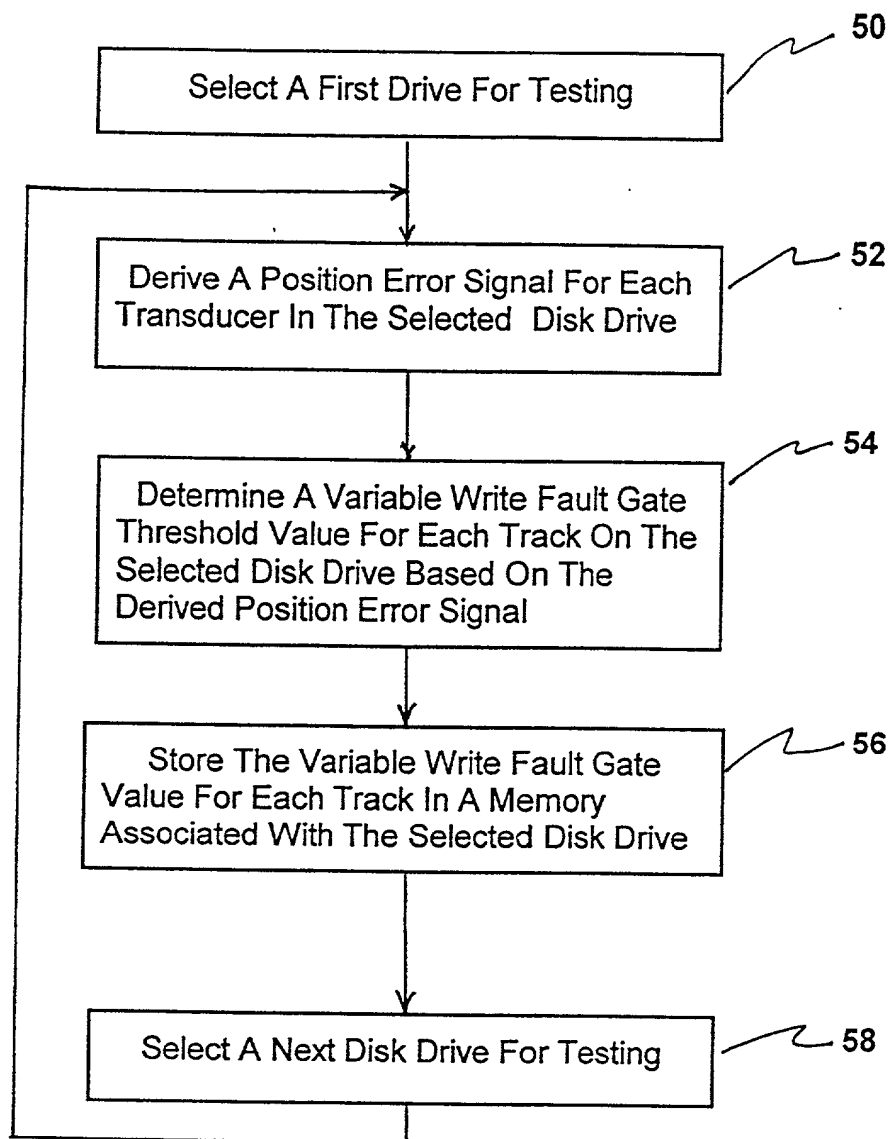 50
Select A First Drive For Testing
52
Derive A Position Error Signal For Each
Transducer In The Selected Disk Drive
54
Determine A Variable Write Fault Gate
Threshold Value For Each Track On The
Selected Disk Drive Based On The
Derived Position Error Signal
56
Store The Variable Write Fault Gate
Value For Each Track In A Memory
Associated With The Selected Disk Drive
Select A Next Disk Drive For Testing
58